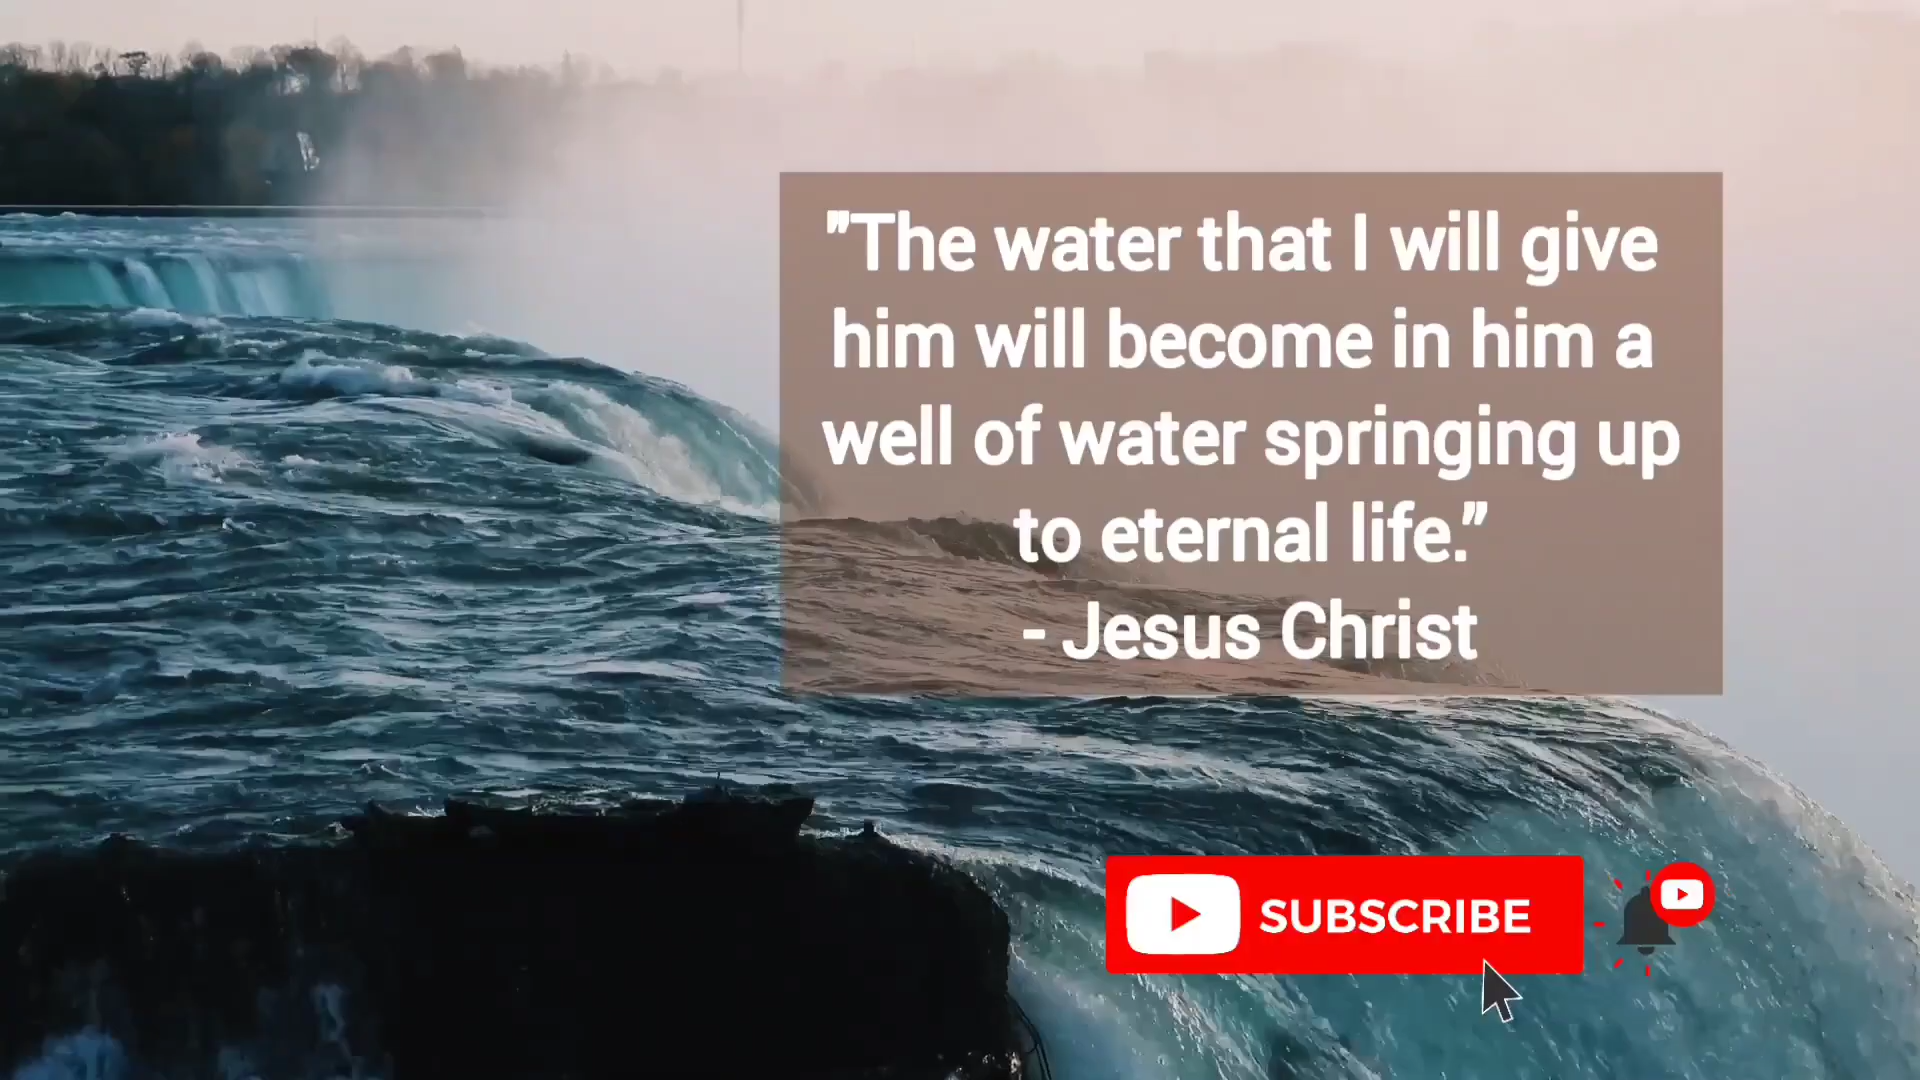 "The water that I will give
him will become in him a
well of water springing up
to eternal life."
- Jesus Christ
SUBSCRIBE